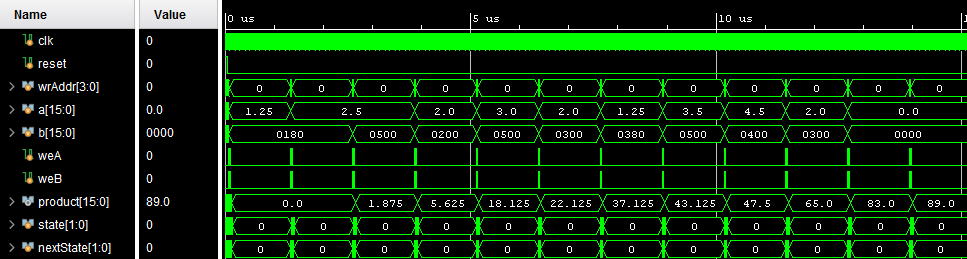 Name Value 0 us 5 us 10 us
clk 0
reset 0
wrAddr[3:0] 0 0 0 0 0 0 0 0 0 0 0 0 0
a[15:0] 0.0 1.25 2.5 2.0 3.0 2.0 1.25 3.5 4.5 2.0 0.0
b[15:0] 0000 0180 0500 0200 0500 0300 0380 0500 0400 0300 0000
weA 0
weB 0
product[15:0] 89.0 0.0 1.875 5.625 18.125 22.125 37.125 43.125 47.5 65.0 83.0 89.0
state[1:0] 0 0 0 0 0 0 0 0 0 0 0 0 0
nextState[1:0] 0 0 0 0 0 0 0 0 0 0 0 0 0